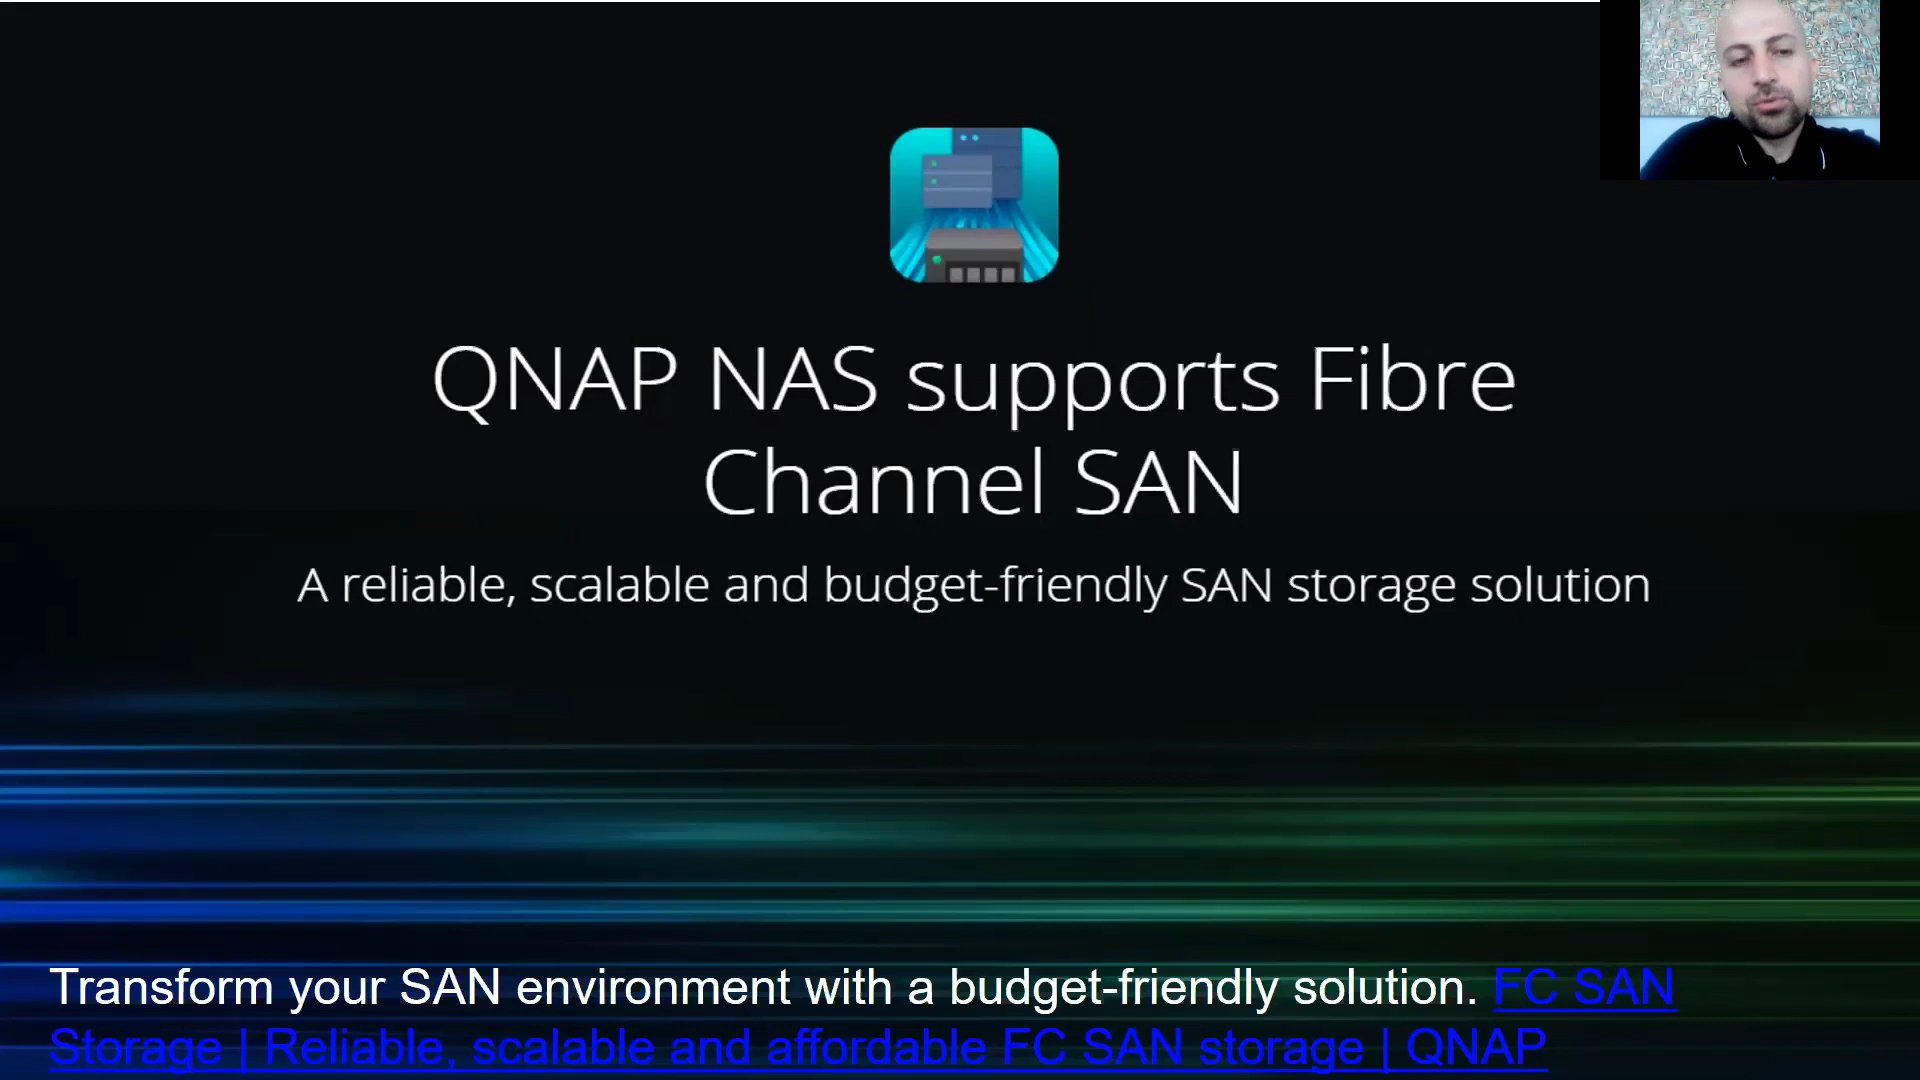 QNAP NAS supports Fibre
Channel SAN
A reliable, scalable and budget-friendly SAN storage solution
Transform your SAN environment with a budget-friendly solution. FC SAN
Storage | Reliable, scalable and affordable FC SAN storage | QNAP